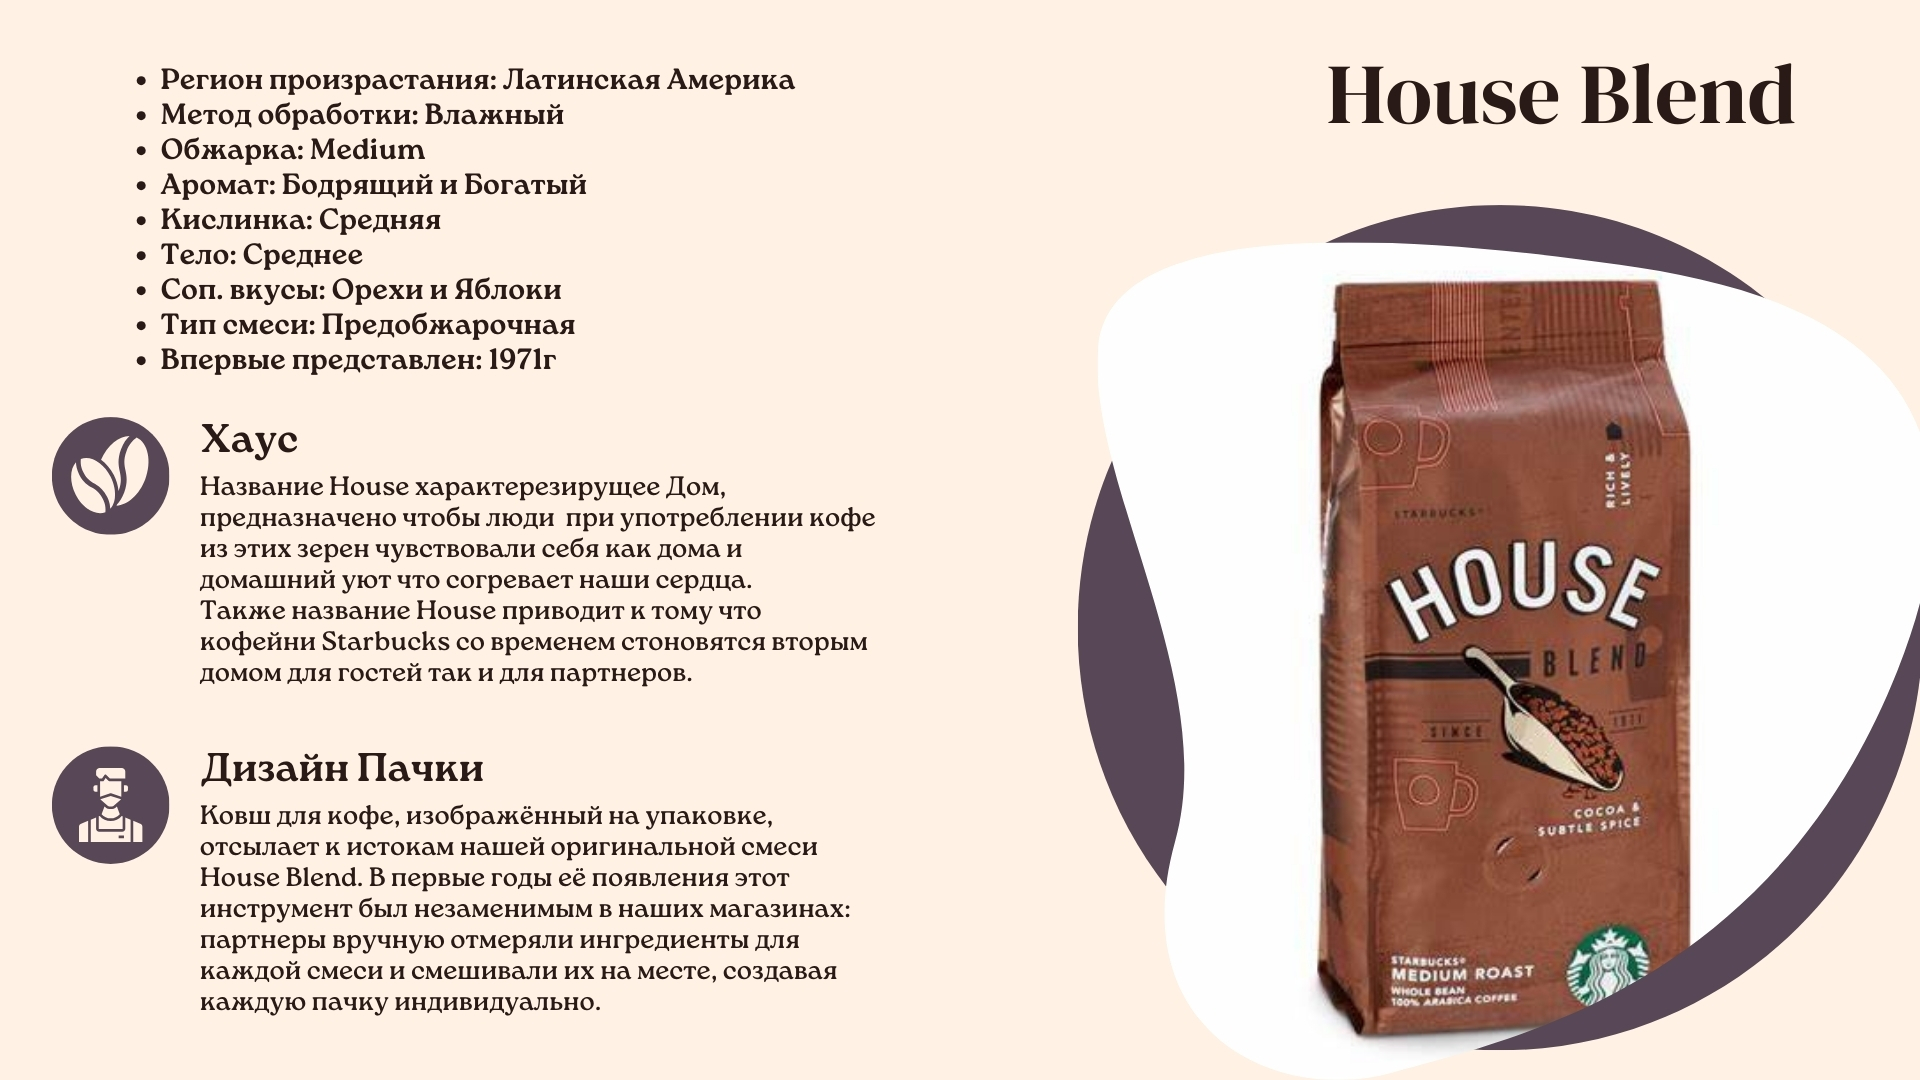 House Blend
• Регион произрастания: Латинская Америка
• Метод обработки: Влажный
• Обжарка: Medium
• Аромат: Бодрящий и Богатый
• Кислинка: Средняя
• Тело: Среднее
• Соп. вкусы: Орехи и Яблоки
• Тип смеси: Предобжарочная
• Впервые представлен: 1971г
Хаус
Название House характерезирущее Дом,
предназначено чтобы люди  при употреблении кофе
из этих зерен чувствовали себя как дома и
домашний уют что согревает наши сердца.
Также название House приводит к тому что
кофейни Starbucks со временем стоновятся вторым
домом для гостей так и для партнеров.
Дизайн Пачки
Ковш для кофе, изображённый на упаковке,
отсылает к истокам нашей оригинальной смеси
House Blend. В первые годы её появления этот
инструмент был незаменимым в наших магазинах:
партнеры вручную отмеряли ингредиенты для
каждой смеси и смешивали их на месте, создавая
каждую пачку индивидуально.
RICH &
LIVELY
STARBUCKS®
HOUSE
BLEND
SINCE 1971
COCOA &
SUBTLE SPICE
STARBUCKS®
MEDIUM ROAST
WHOLE BEAN
100% ARABICA COFFEE